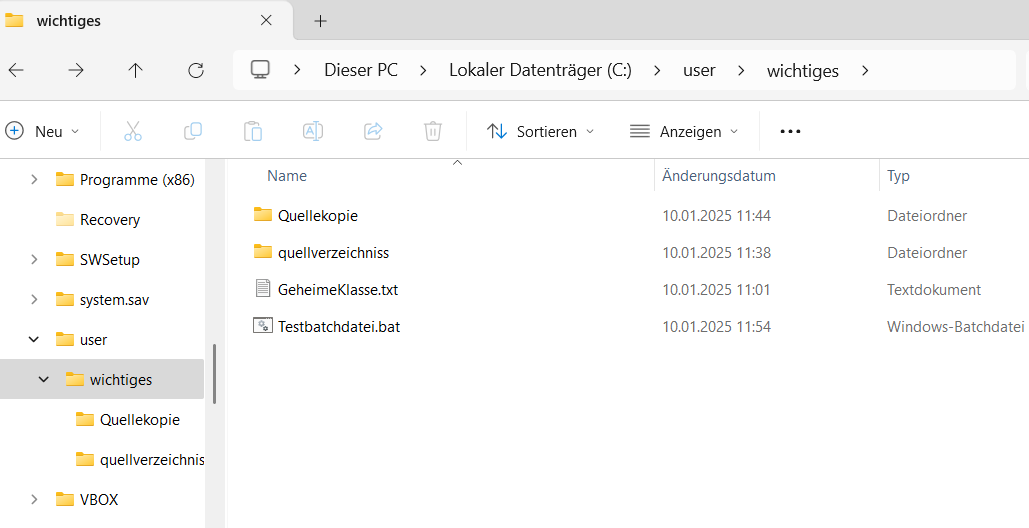 wichtiges
Dieser PC > Lokaler Datenträger (C:) > user > wichtiges >
Neu Sortieren Anzeigen
Programme (x86)
Recovery
SWSetup
system.sav
user
wichtiges
Quellekopie
quellverzeichnis
VBOX
Name Änderungsdatum Typ
Quellekopie 10.01.2025 11:44 Dateiordner
quellverzeichniss 10.01.2025 11:38 Dateiordner
GeheimeKlasse.txt 10.01.2025 11:01 Textdokument
Testbatchdatei.bat 10.01.2025 11:54 Windows-Batchdatei